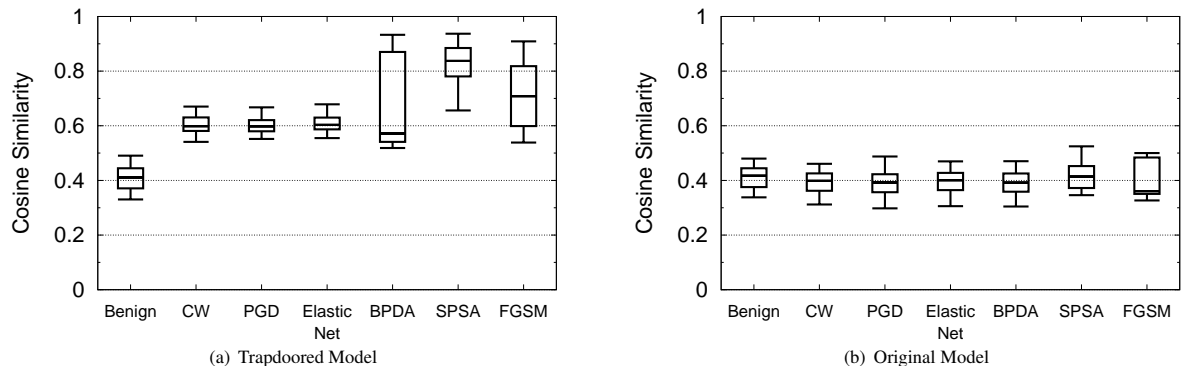 1
0.8
0.6
0.4
0.2
0
Cosine Similarity
Benign CW PGD Elastic Net BPDA SPSA FGSM
(a) Trapdoored Model
1
0.8
0.6
0.4
0.2
0
Cosine Similarity
Benign CW PGD Elastic Net BPDA SPSA FGSM
(b) Original Model